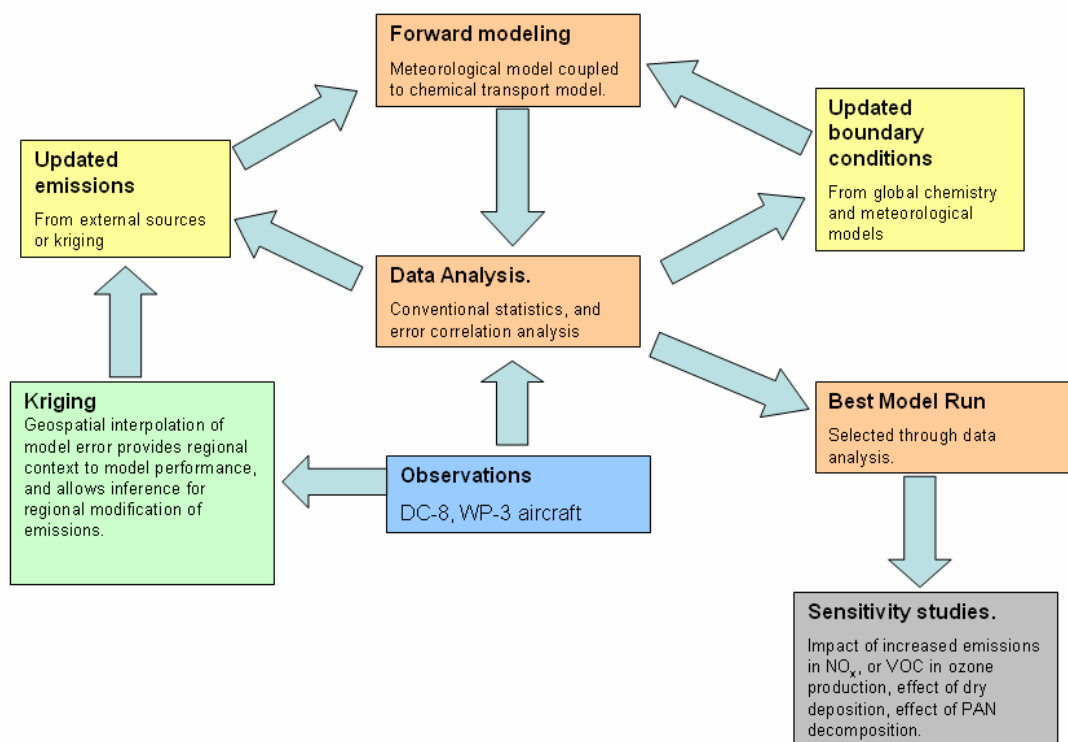 Forward modeling
Meteorological model coupled
to chemical transport model.
Updated
emissions
From external sources
or kriging
Updated
boundary
conditions
From global chemistry
and meteorological
models
Data Analysis.
Conventional statistics, and
error correlation analysis
Kriging
Geospatial interpolation of
model error provides regional
context to model performance,
and allows inference for
regional modification of
emissions.
Observations
DC-8, WP-3 aircraft
Best Model Run
Selected through data
analysis.
Sensitivity studies.
Impact of increased emissions
in NOₓ, or VOC in ozone
production, effect of dry
deposition, effect of PAN
decomposition.